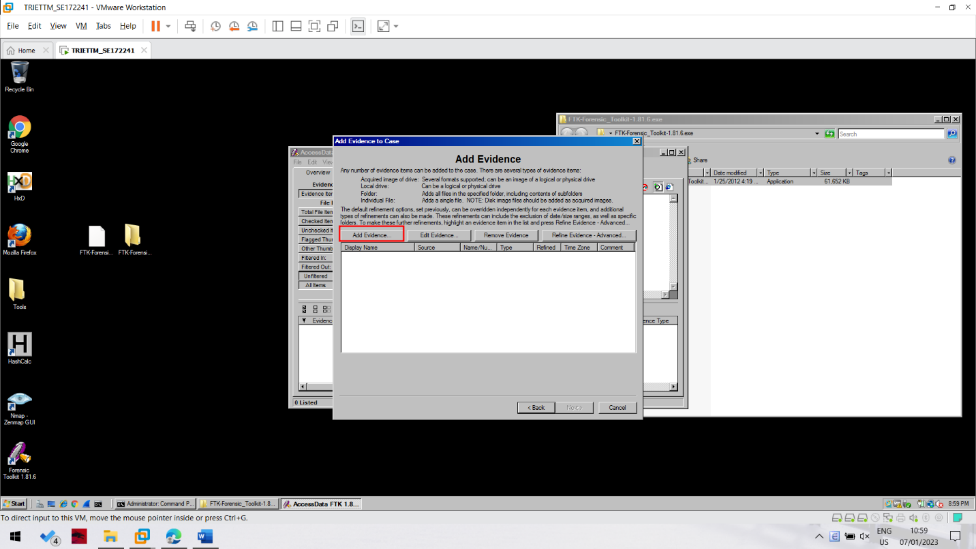 TRIETTM_SE172241 - VMware Workstation
File Edit View VM Tabs Help
Home
TRIETTM_SE172241
Recycle Bin
Google
Chrome
HxD
Mozilla Firefox
FTK-Forensi...
FTK-Forensi...
Tools
HashCalc
Nmap -
Zenmap GUI
Forensic
Toolkit 1.81.6
FTK-Forensic_Toolkit-1.81.6.exe
FTK-Forensic_Toolkit-1.81.6.exe
Search
Share
Date modified Type Size Tags
Toolkit... 1/25/2012 4:19 ... Application 61,652 KB
AccessData
File Edit View
Overview
Evidenc
File I
Evidence Item
Total File Item
Checked Item
Unchecked It
Flagged Thum
Other Thumb
Filtered In:
Filtered Out:
Unfiltered
All Items
Evidenc
ence Type
0 Listed
Add Evidence to Case
Add Evidence
Any number of evidence items can be added to the case. There are several types of evidence items:
Acquired image of drive: Several formats supported; can be an image of a logical or physical drive
Local drive: Can be a logical or physical drive
Folder: Adds all files in the specified folder, including contents of subfolders
Individual File: Adds a single file. NOTE: Disk image files should be added as acquired images.
The default refinement options, set previously, can be overridden independently for each evidence item, and additional
types of refinements can also be made. These refinements can include the exclusion of date/size ranges, as well as specific
folders. To make these further refinements, highlight an evidence item in the list and press Refine Evidence - Advanced...
Add Evidence... Edit Evidence... Remove Evidence Refine Evidence - Advanced...
Display Name Source Name/Nu... Type Refined Time Zone Comment
< Back Next > Cancel
Start
Administrator: Command P...
FTK-Forensic_Toolkit-1.8...
AccessData FTK 1.8...
8:59 PM
To direct input to this VM, move the mouse pointer inside or press Ctrl+G.
4
ENG
US
10:59
07/01/2023